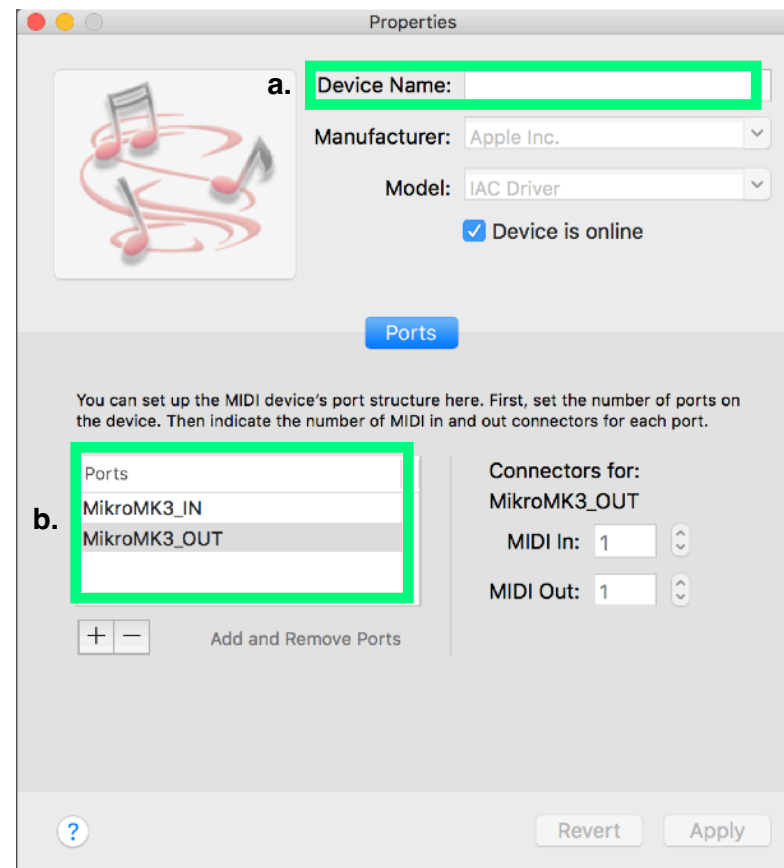 Properties
a.
Device Name:
Manufacturer: Apple Inc.
Model: IAC Driver
Device is online
Ports
You can set up the MIDI device's port structure here. First, set the number of ports on
the device. Then indicate the number of MIDI in and out connectors for each port.
b.
Ports
MikroMK3_IN
MikroMK3_OUT
+ −
Add and Remove Ports
Connectors for:
MikroMK3_OUT
MIDI In: 1
MIDI Out: 1
?
Revert
Apply